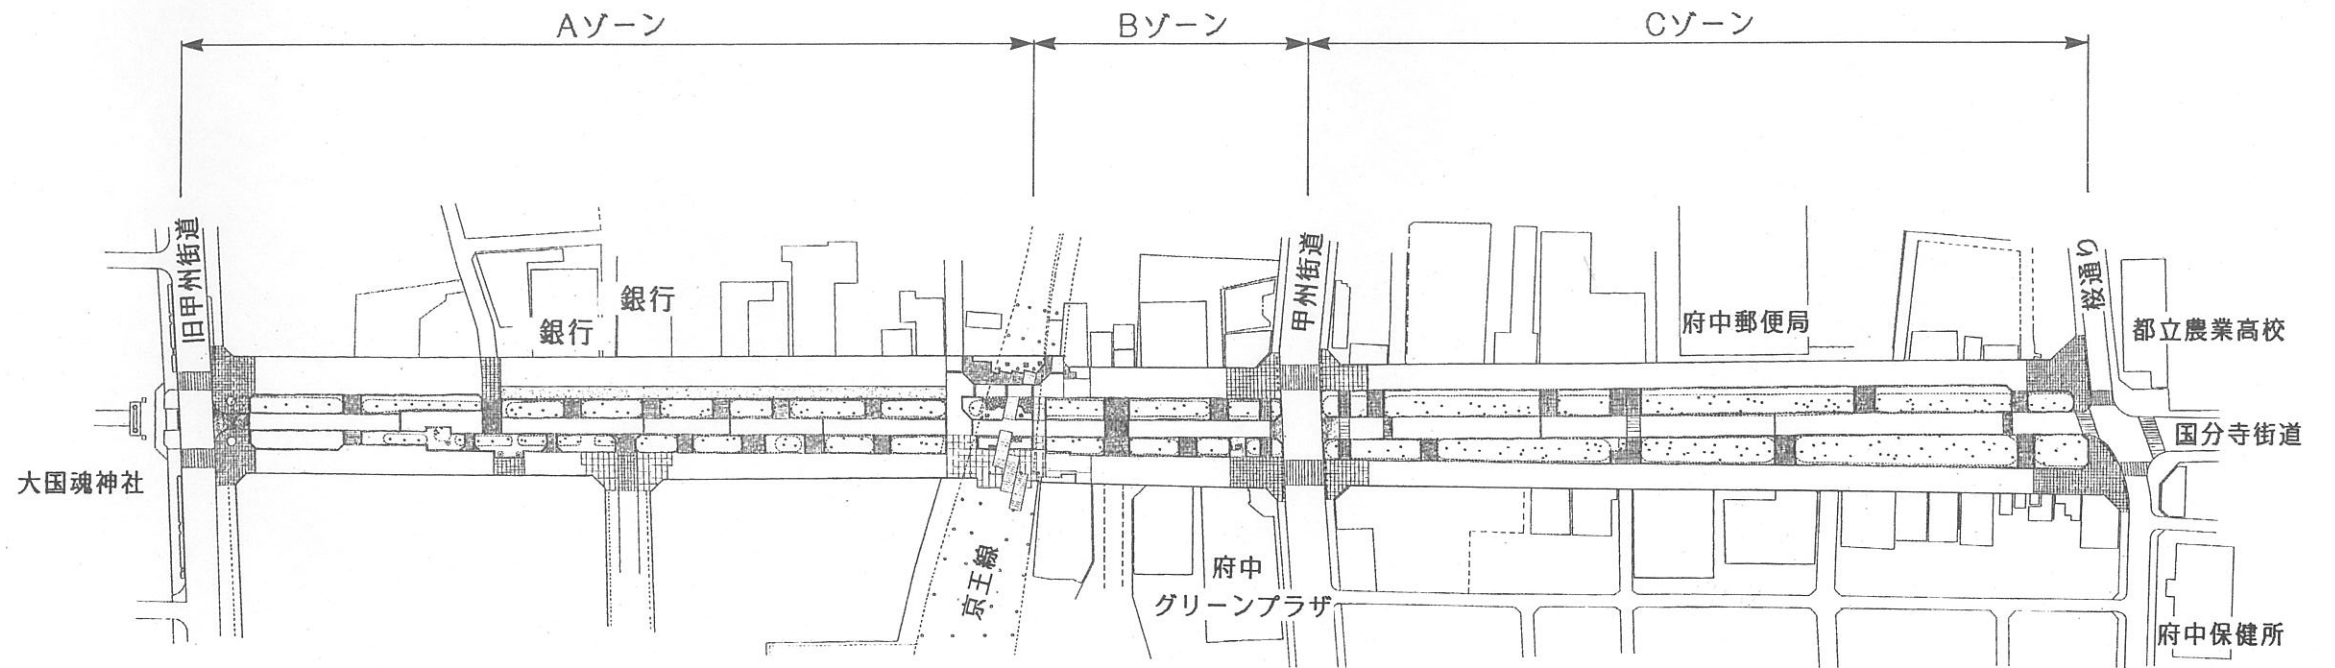 Aゾーン
Bゾーン
Cゾーン
旧甲州街道
銀行
銀行
甲州街道
府中郵便局
桜通り
都立農業高校
国分寺街道
大国魂神社
京王線
府中
グリーンプラザ
府中保健所